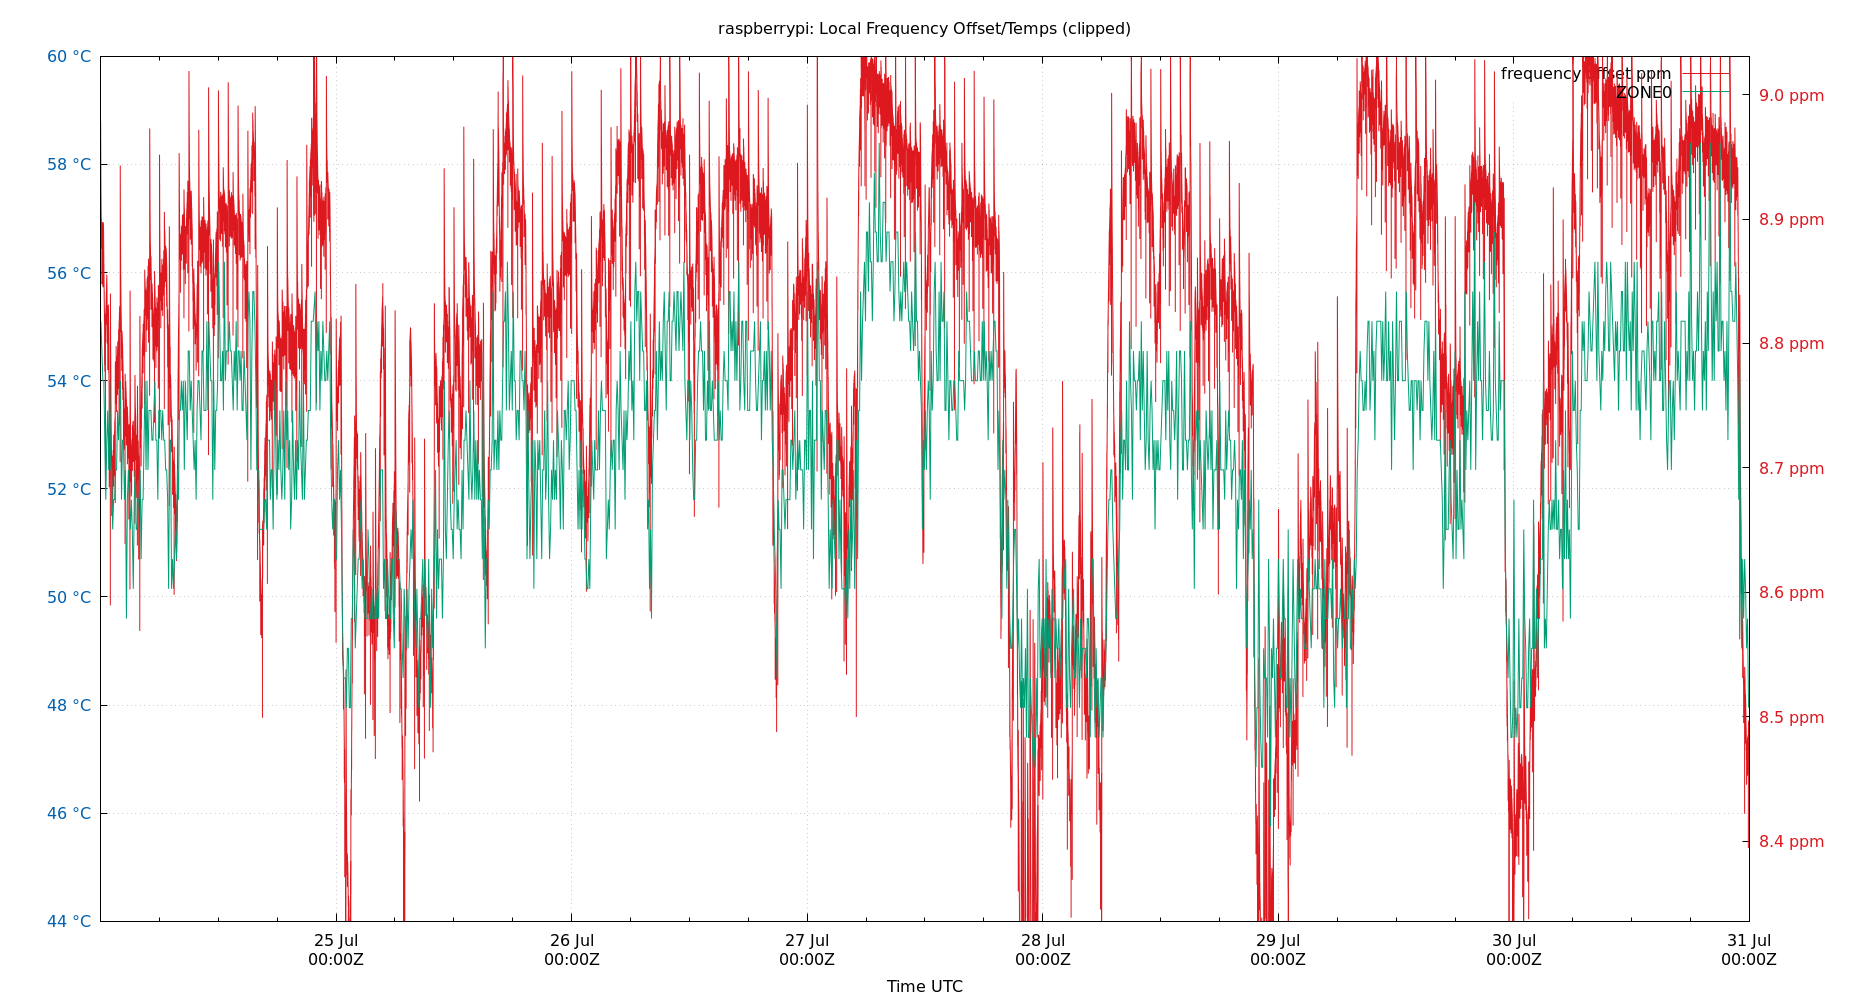 raspberrypi: Local Frequency Offset/Temps (clipped)
60 °C
58 °C
56 °C
54 °C
52 °C
50 °C
48 °C
46 °C
44 °C
frequency offset ppm
ZONE0
9.0 ppm
8.9 ppm
8.8 ppm
8.7 ppm
8.6 ppm
8.5 ppm
8.4 ppm
25 Jul
00:00Z
26 Jul
00:00Z
27 Jul
00:00Z
28 Jul
00:00Z
29 Jul
00:00Z
30 Jul
00:00Z
31 Jul
00:00Z
Time UTC